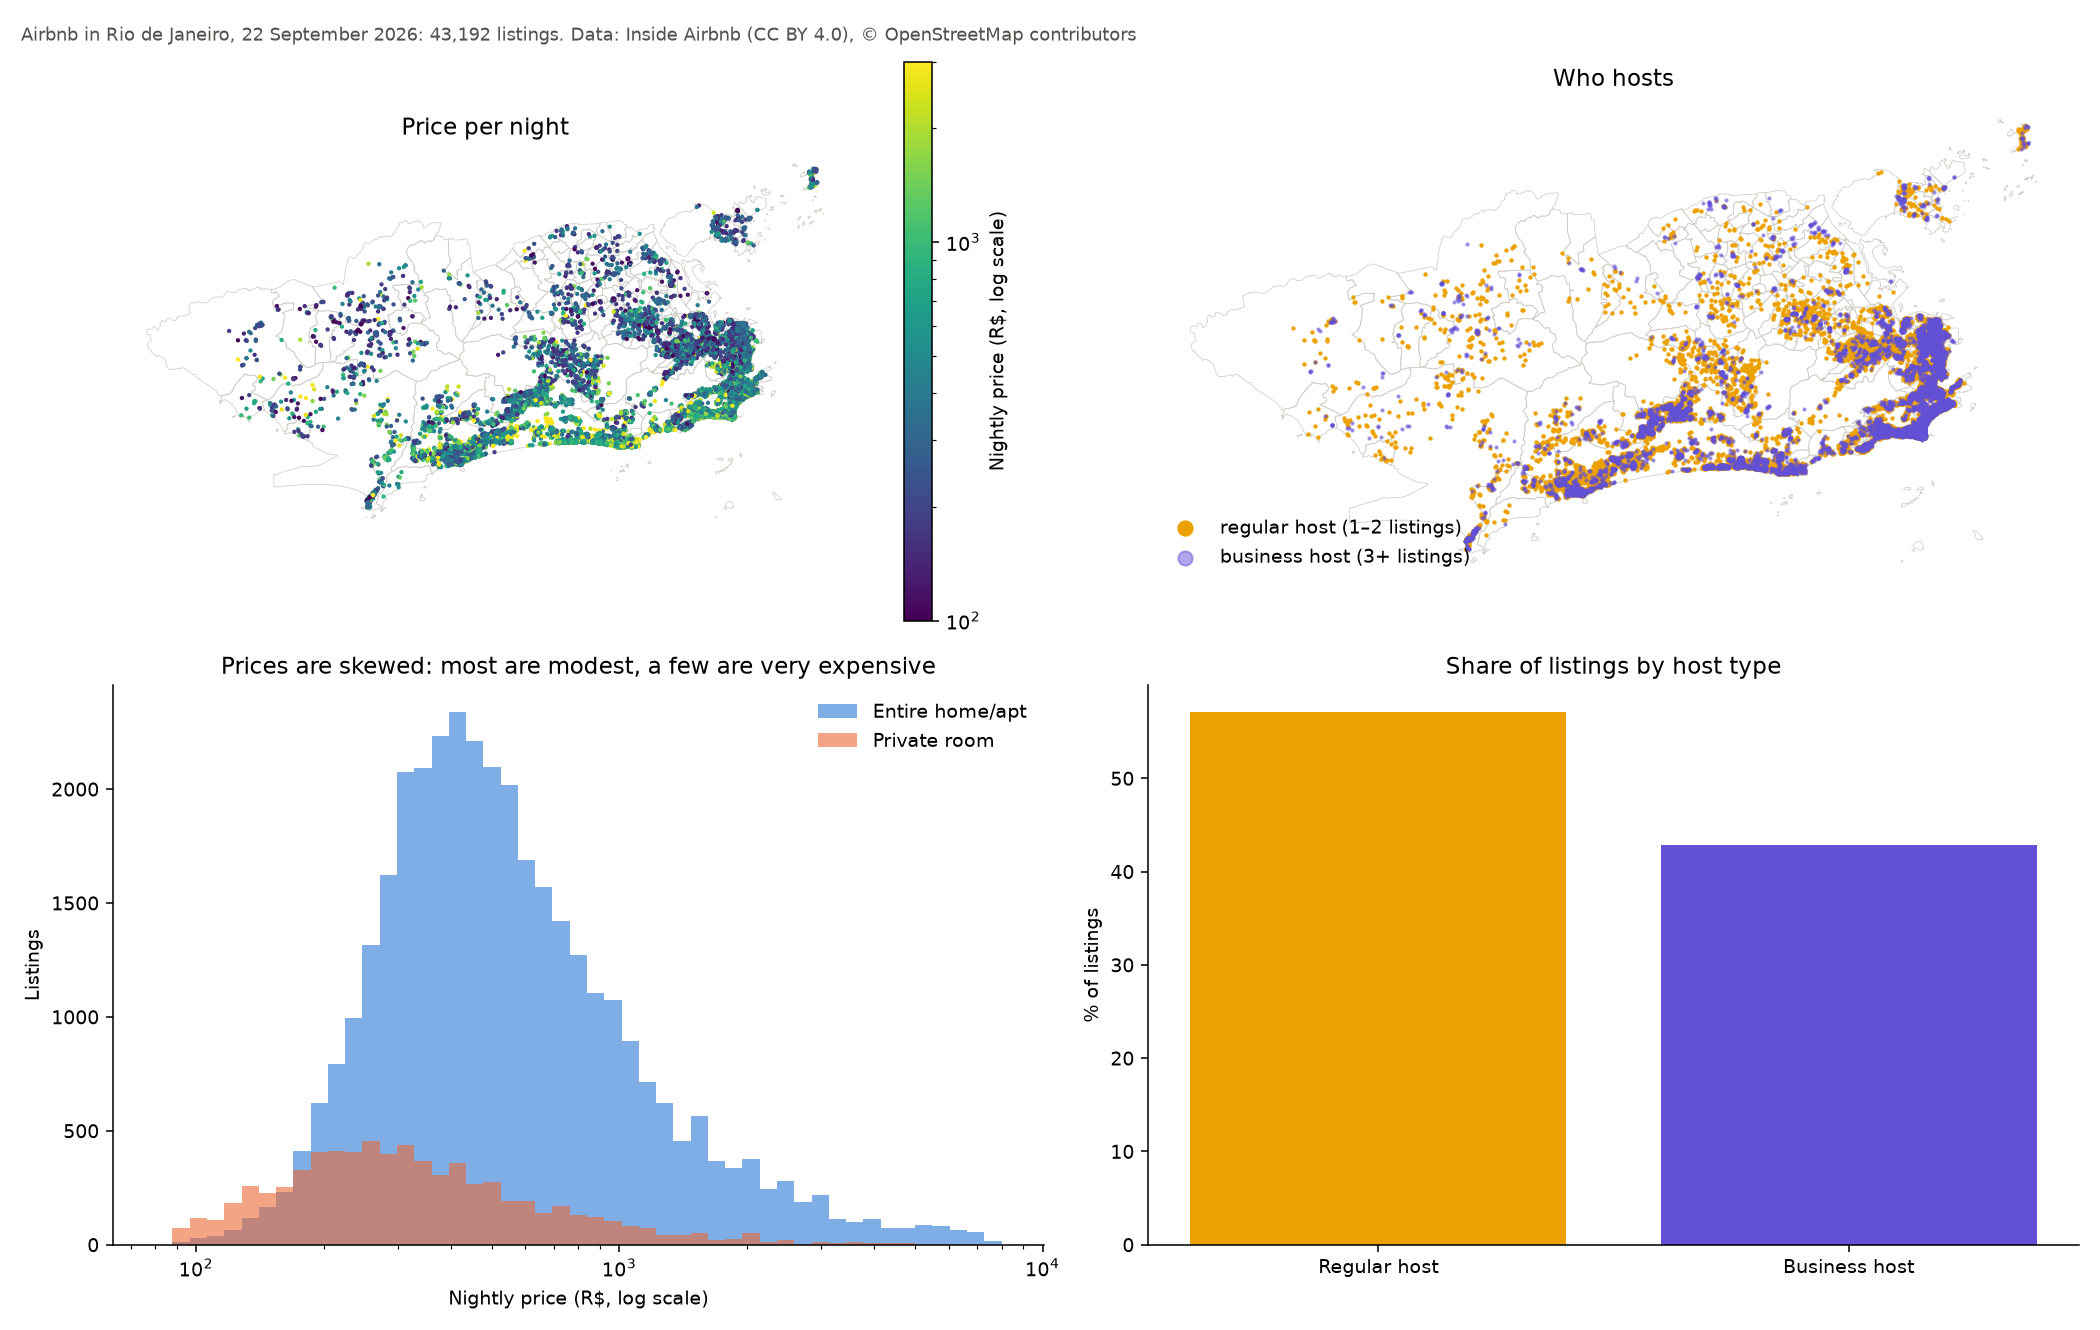 Airbnb in Rio de Janeiro, 22 September 2026: 43,192 listings. Data: Inside Airbnb (CC BY 4.0), © OpenStreetMap contributors
Price per night
10³
10²
Nightly price (R$, log scale)
Who hosts
regular host (1–2 listings)
business host (3+ listings)
Prices are skewed: most are modest, a few are very expensive
Entire home/apt
Private room
2000
1500
1000
500
0
Listings
10² 10³ 10⁴
Nightly price (R$, log scale)
Share of listings by host type
50
40
30
20
10
0
% of listings
Regular host Business host